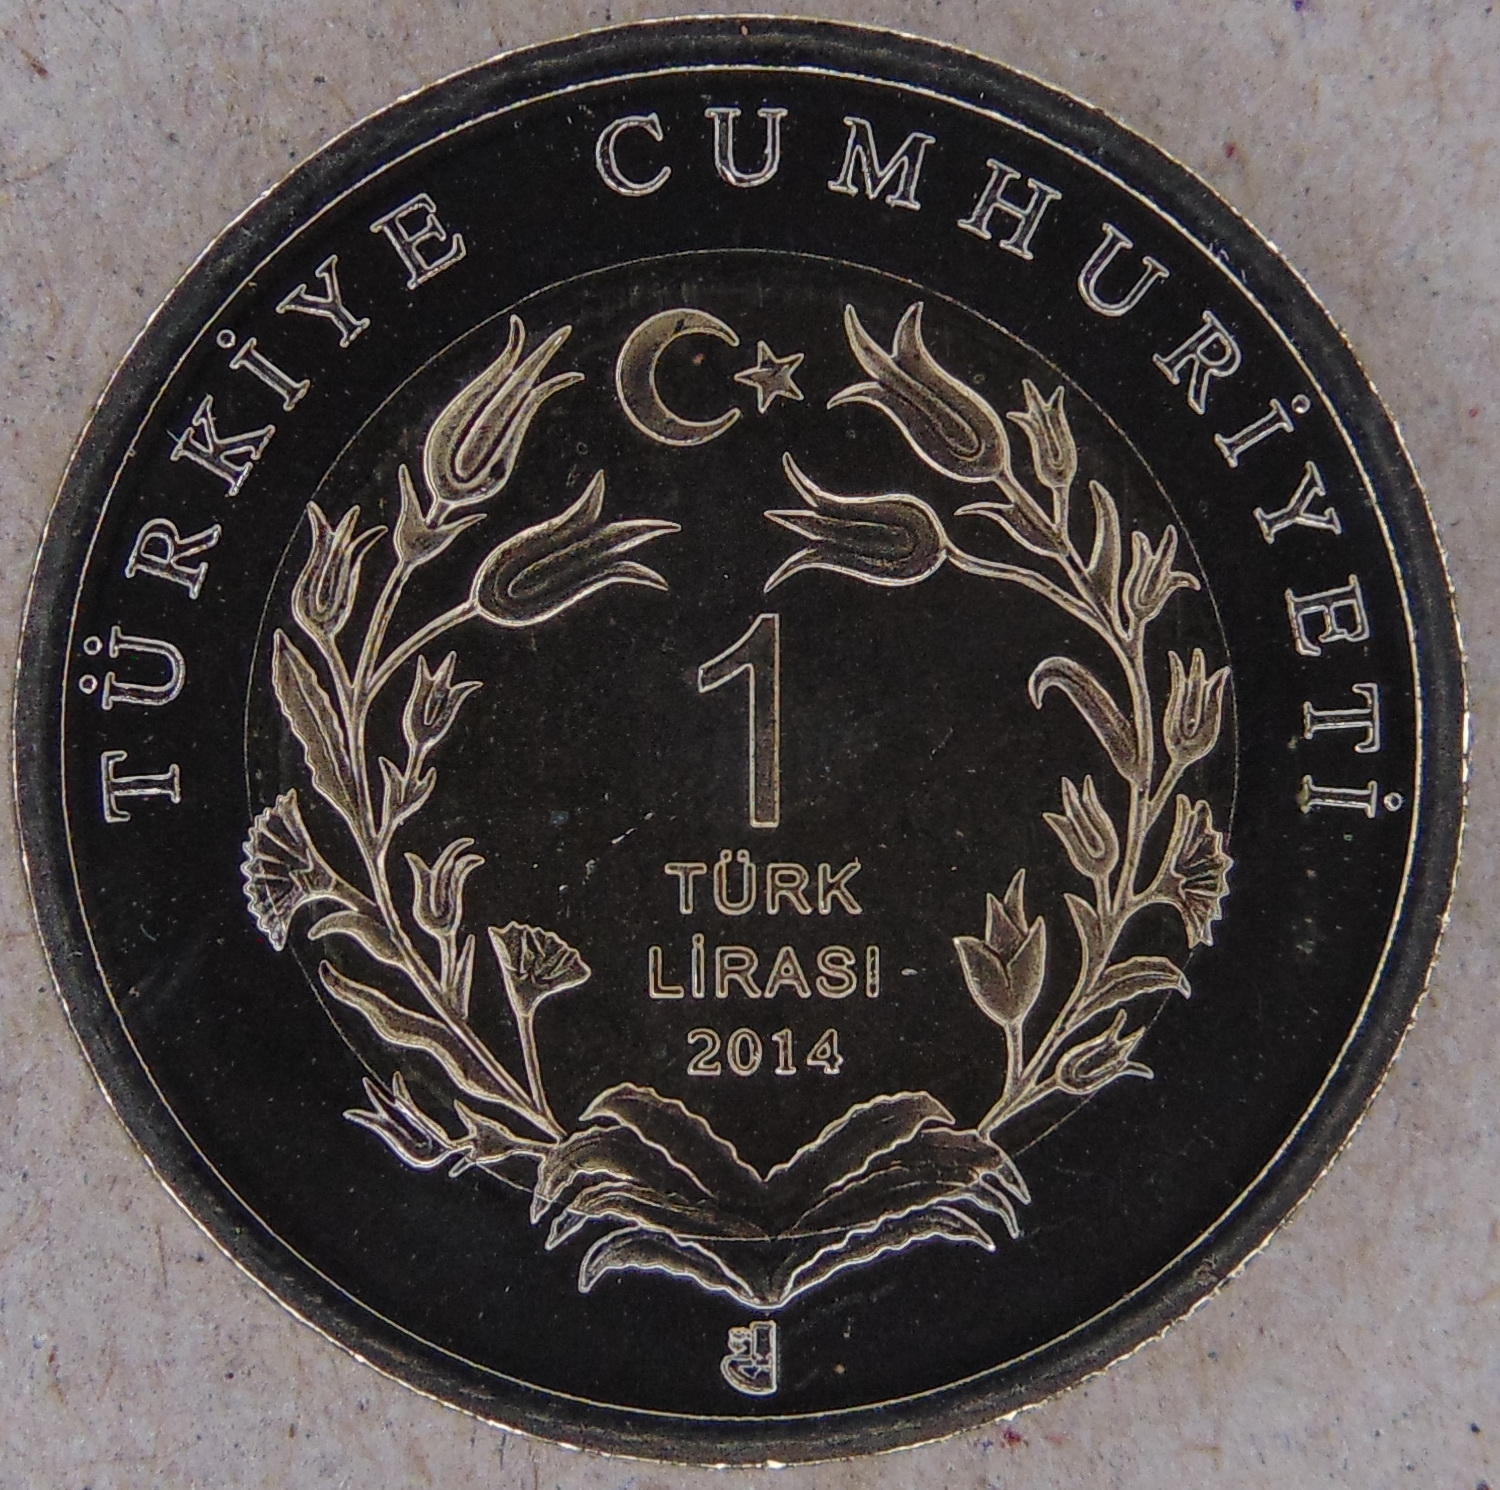 TÜRKİYE CUMHURİYETİ
1
TÜRK
LİRASI
2014